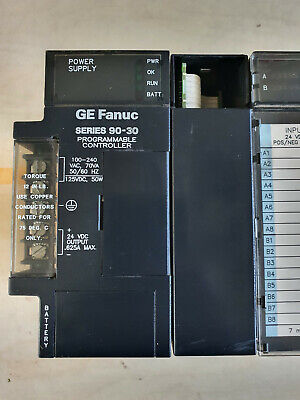 POWER
SUPPLY
PWR
OK
RUN
BATT
A
B
GE Fanuc
SERIES 90-30
PROGRAMMABLE
CONTROLLER
100-240
VAC, 70VA
50/60 HZ
125VDC, 50W
TORQUE
12 IN-LB.
USE COPPER
CONDUCTORS
RATED FOR
75 DEG. C
ONLY.
+
24 VDC
OUTPUT
.625A MAX.
-
BATTERY
INPU
24 VD
POS/NEG
A1
A2
A3
A4
A5
A6
A7
A8
B1
B2
B3
B4
B5
B6
B7
B8
7 m